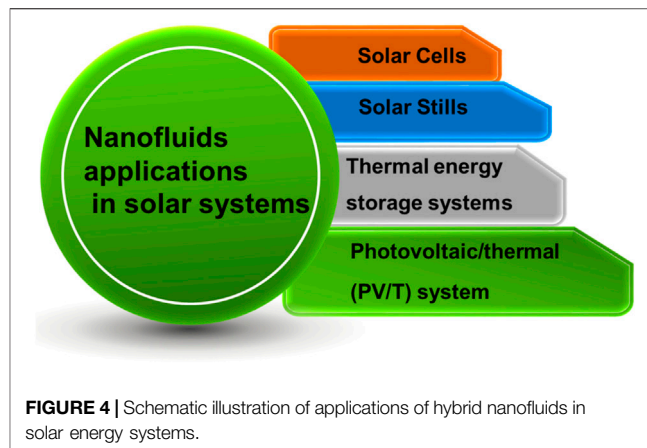 Nanofluids
applications
in solar systems
Solar Cells
Solar Stills
Thermal energy
storage systems
Photovoltaic/thermal
(PV/T) system
FIGURE 4 | Schematic illustration of applications of hybrid nanofluids in
solar energy systems.